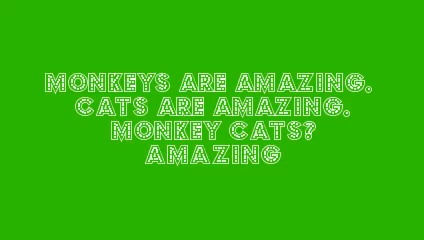 MONKEYS ARE AMAZING.
CATS ARE AMAZING.
MONKEY CATS?
AMAZING